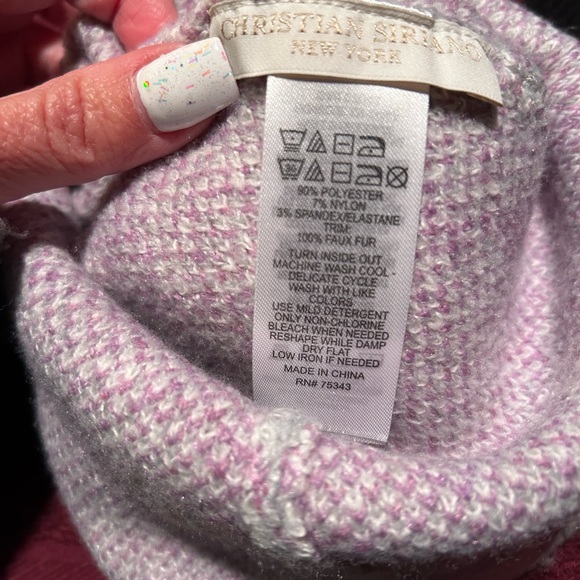 CHRISTIAN SIRIANO
NEW YORK
90% POLYESTER
7% NYLON
3% SPANDEX/ELASTANE
TRIM:
100% FAUX FUR
TURN INSIDE OUT
MACHINE WASH COOL -
DELICATE CYCLE
WASH WITH LIKE
COLORS
USE MILD DETERGENT
ONLY NON-CHLORINE
BLEACH WHEN NEEDED
RESHAPE WHILE DAMP
DRY FLAT
LOW IRON IF NEEDED
MADE IN CHINA
RN# 75343